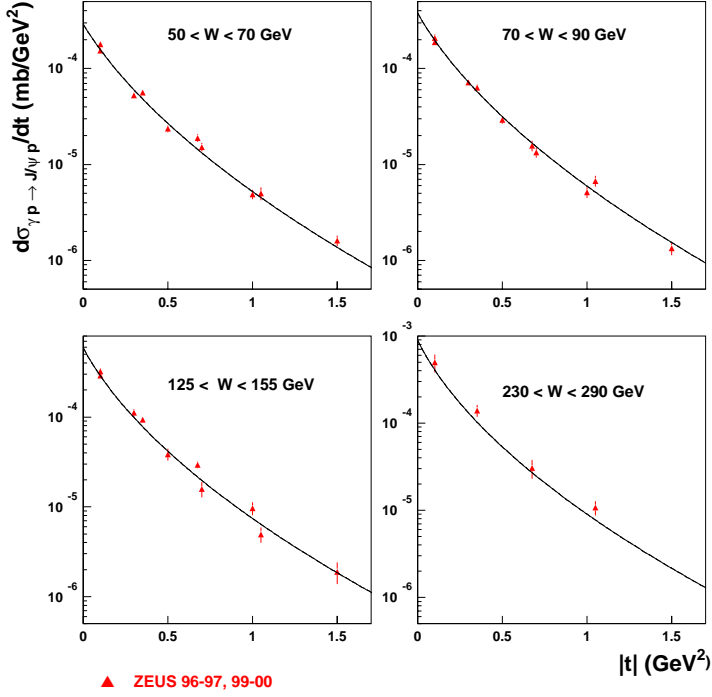 dσγ p → J/ψ p/dt (mb/GeV²)
50 < W < 70 GeV
10⁻⁴
10⁻⁵
10⁻⁶
0 0.5 1 1.5
70 < W < 90 GeV
10⁻⁴
10⁻⁵
10⁻⁶
0 0.5 1 1.5
125 < W < 155 GeV
10⁻⁴
10⁻⁵
10⁻⁶
0 0.5 1 1.5
230 < W < 290 GeV
10⁻³
10⁻⁴
10⁻⁵
10⁻⁶
0 0.5 1 1.5
|t| (GeV²)
ZEUS 96-97, 99-00